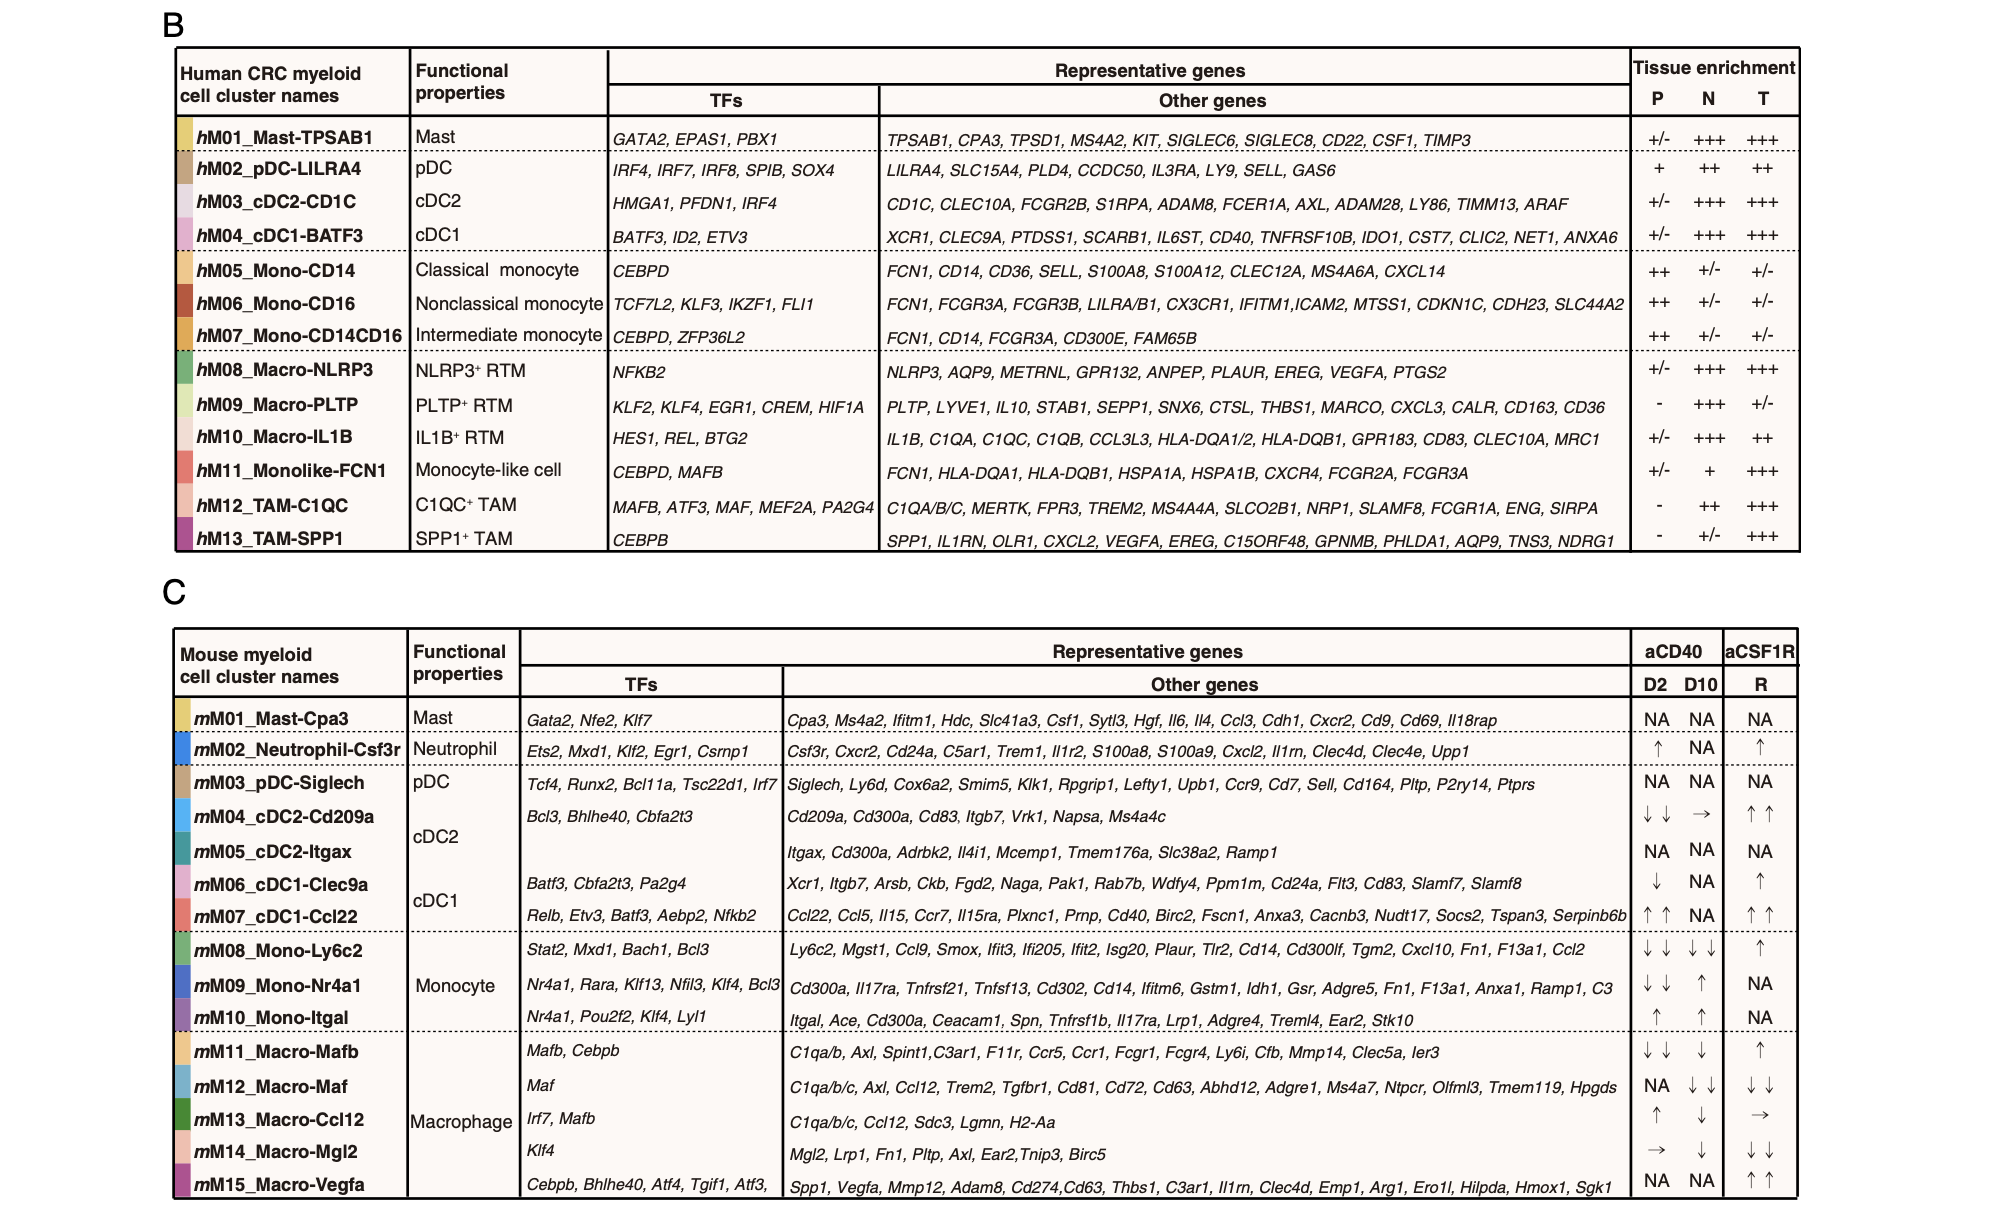 B
Human CRC myeloid cell cluster names | Functional properties | Representative genes | Tissue enrichment
TFs | Other genes | P | N | T
hM01_Mast-TPSAB1 | Mast | GATA2, EPAS1, PBX1 | TPSAB1, CPA3, TPSD1, MS4A2, KIT, SIGLEC6, SIGLEC8, CD22, CSF1, TIMP3 | +/- | +++ | +++
hM02_pDC-LILRA4 | pDC | IRF4, IRF7, IRF8, SPIB, SOX4 | LILRA4, SLC15A4, PLD4, CCDC50, IL3RA, LY9, SELL, GAS6 | + | ++ | ++
hM03_cDC2-CD1C | cDC2 | HMGA1, PFDN1, IRF4 | CD1C, CLEC10A, FCGR2B, S1RPA, ADAM8, FCER1A, AXL, ADAM28, LY86, TIMM13, ARAF | +/- | +++ | +++
hM04_cDC1-BATF3 | cDC1 | BATF3, ID2, ETV3 | XCR1, CLEC9A, PTDSS1, SCARB1, IL6ST, CD40, TNFRSF10B, IDO1, CST7, CLIC2, NET1, ANXA6 | +/- | +++ | +++
hM05_Mono-CD14 | Classical monocyte | CEBPD | FCN1, CD14, CD36, SELL, S100A8, S100A12, CLEC12A, MS4A6A, CXCL14 | ++ | +/- | +/-
hM06_Mono-CD16 | Nonclassical monocyte | TCF7L2, KLF3, IKZF1, FLI1 | FCN1, FCGR3A, FCGR3B, LILRA/B1, CX3CR1, IFITM1,ICAM2, MTSS1, CDKN1C, CDH23, SLC44A2 | ++ | +/- | +/-
hM07_Mono-CD14CD16 | Intermediate monocyte | CEBPD, ZFP36L2 | FCN1, CD14, FCGR3A, CD300E, FAM65B | ++ | +/- | +/-
hM08_Macro-NLRP3 | NLRP3+ RTM | NFKB2 | NLRP3, AQP9, METRNL, GPR132, ANPEP, PLAUR, EREG, VEGFA, PTGS2 | +/- | +++ | +++
hM09_Macro-PLTP | PLTP+ RTM | KLF2, KLF4, EGR1, CREM, HIF1A | PLTP, LYVE1, IL10, STAB1, SEPP1, SNX6, CTSL, THBS1, MARCO, CXCL3, CALR, CD163, CD36 | - | +++ | +/-
hM10_Macro-IL1B | IL1B+ RTM | HES1, REL, BTG2 | IL1B, C1QA, C1QC, C1QB, CCL3L3, HLA-DQA1/2, HLA-DQB1, GPR183, CD83, CLEC10A, MRC1 | +/- | +++ | ++
hM11_Monolike-FCN1 | Monocyte-like cell | CEBPD, MAFB | FCN1, HLA-DQA1, HLA-DQB1, HSPA1A, HSPA1B, CXCR4, FCGR2A, FCGR3A | +/- | + | +++
hM12_TAM-C1QC | C1QC+ TAM | MAFB, ATF3, MAF, MEF2A, PA2G4 | C1QA/B/C, MERTK, FPR3, TREM2, MS4A4A, SLCO2B1, NRP1, SLAMF8, FCGR1A, ENG, SIRPA | - | ++ | +++
hM13_TAM-SPP1 | SPP1+ TAM | CEBPB | SPP1, IL1RN, OLR1, CXCL2, VEGFA, EREG, C15ORF48, GPNMB, PHLDA1, AQP9, TNS3, NDRG1 | - | +/- | +++
C
Mouse myeloid cell cluster names | Functional properties | Representative genes | aCD40 | aCSF1R
TFs | Other genes | D2 | D10 | R
mM01_Mast-Cpa3 | Mast | Gata2, Nfe2, Klf7 | Cpa3, Ms4a2, Ifitm1, Hdc, Slc41a3, Csf1, Sytl3, Hgf, Il6, Il4, Ccl3, Cdh1, Cxcr2, Cd9, Cd69, Il18rap | NA | NA | NA
mM02_Neutrophil-Csf3r | Neutrophil | Ets2, Mxd1, Klf2, Egr1, Csrnp1 | Csf3r, Cxcr2, Cd24a, C5ar1, Trem1, Il1r2, S100a8, S100a9, Cxcl2, Il1rn, Clec4d, Clec4e, Upp1 | ↑ | NA | ↑
mM03_pDC-Siglech | pDC | Tcf4, Runx2, Bcl11a, Tsc22d1, Irf7 | Siglech, Ly6d, Cox6a2, Smim5, Klk1, Rpgrip1, Lefty1, Upb1, Ccr9, Cd7, Sell, Cd164, Pltp, P2ry14, Ptprs | NA | NA | NA
mM04_cDC2-Cd209a | cDC2 | Bcl3, Bhlhe40, Cbfa2t3 | Cd209a, Cd300a, Cd83, Itgb7, Vrk1, Napsa, Ms4a4c | ↓↓ | → | ↑↑
mM05_cDC2-Itgax | Itgax, Cd300a, Adrbk2, Il4i1, Mcemp1, Tmem176a, Slc38a2, Ramp1 | NA | NA | NA
mM06_cDC1-Clec9a | cDC1 | Batf3, Cbfa2t3, Pa2g4 | Xcr1, Itgb7, Arsb, Ckb, Fgd2, Naga, Pak1, Rab7b, Wdfy4, Ppm1m, Cd24a, Flt3, Cd83, Slamf7, Slamf8 | ↓ | NA | ↑
mM07_cDC1-Ccl22 | Relb, Etv3, Batf3, Aebp2, Nfkb2 | Ccl22, Ccl5, Il15, Ccr7, Il15ra, Plxnc1, Prnp, Cd40, Birc2, Fscn1, Anxa3, Cacnb3, Nudt17, Socs2, Tspan3, Serpinb6b | ↑↑ | NA | ↑↑
mM08_Mono-Ly6c2 | Stat2, Mxd1, Bach1, Bcl3 | Ly6c2, Mgst1, Ccl9, Smox, Ifit3, Ifi205, Ifit2, Isg20, Plaur, Tlr2, Cd14, Cd300lf, Tgm2, Cxcl10, Fn1, F13a1, Ccl2 | ↓↓ | ↓↓ | ↑
mM09_Mono-Nr4a1 | Monocyte | Nr4a1, Rara, Klf13, Nfil3, Klf4, Bcl3 | Cd300a, Il17ra, Tnfrsf21, Tnfsf13, Cd302, Cd14, Ifitm6, Gstm1, Idh1, Gsr, Adgre5, Fn1, F13a1, Anxa1, Ramp1, C3 | ↓↓ | ↑ | NA
mM10_Mono-Itgal | Nr4a1, Pou2f2, Klf4, Lyl1 | Itgal, Ace, Cd300a, Ceacam1, Spn, Tnfrsf1b, Il17ra, Lrp1, Adgre4, Treml4, Ear2, Stk10 | ↑ | ↑ | NA
mM11_Macro-Mafb | Mafb, Cebpb | C1qa/b, Axl, Spint1,C3ar1, F11r, Ccr5, Ccr1, Fcgr1, Fcgr4, Ly6i, Cfb, Mmp14, Clec5a, Ier3 | ↓↓ | ↓ | ↑
mM12_Macro-Maf | Maf | C1qa/b/c, Axl, Ccl12, Trem2, Tgfbr1, Cd81, Cd72, Cd63, Abhd12, Adgre1, Ms4a7, Ntpcr, Olfml3, Tmem119, Hpgds | NA | ↓↓ | ↓↓
mM13_Macro-Ccl12 | Macrophage | Irf7, Mafb | C1qa/b/c, Ccl12, Sdc3, Lgmn, H2-Aa | ↑ | ↓ | →
mM14_Macro-Mgl2 | Klf4 | Mgl2, Lrp1, Fn1, Pltp, Axl, Ear2,Tnip3, Birc5 | → | ↓ | ↓↓
mM15_Macro-Vegfa | Cebpb, Bhlhe40, Atf4, Tgif1, Atf3, | Spp1, Vegfa, Mmp12, Adam8, Cd274,Cd63, Thbs1, C3ar1, Il1rn, Clec4d, Emp1, Arg1, Ero1l, Hilpda, Hmox1, Sgk1 | NA | NA | ↑↑